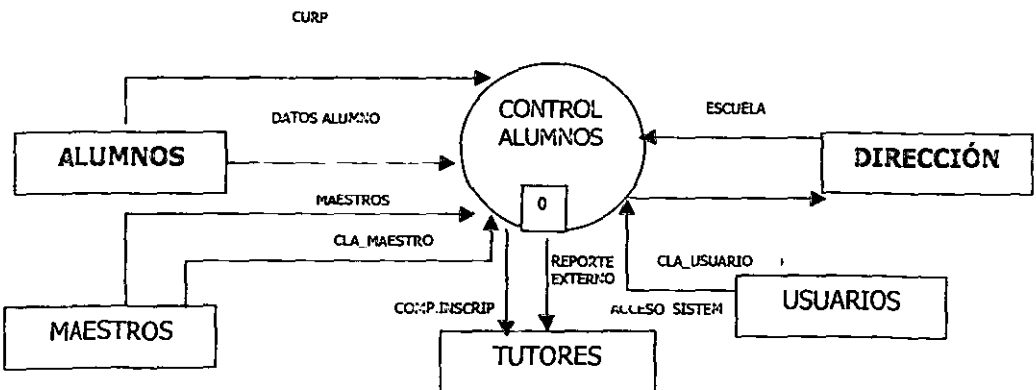 CURP
CONTROL
ALUMNOS
DATOS ALUMNO
ESCUELA
ALUMNOS
DIRECCIÓN
MAESTROS
0
CLA_MAESTRO
REPORTE
EXTERNO
CLA_USUARIO
COMP.INSCRIP
ACCESO SISTEM
USUARIOS
MAESTROS
TUTORES